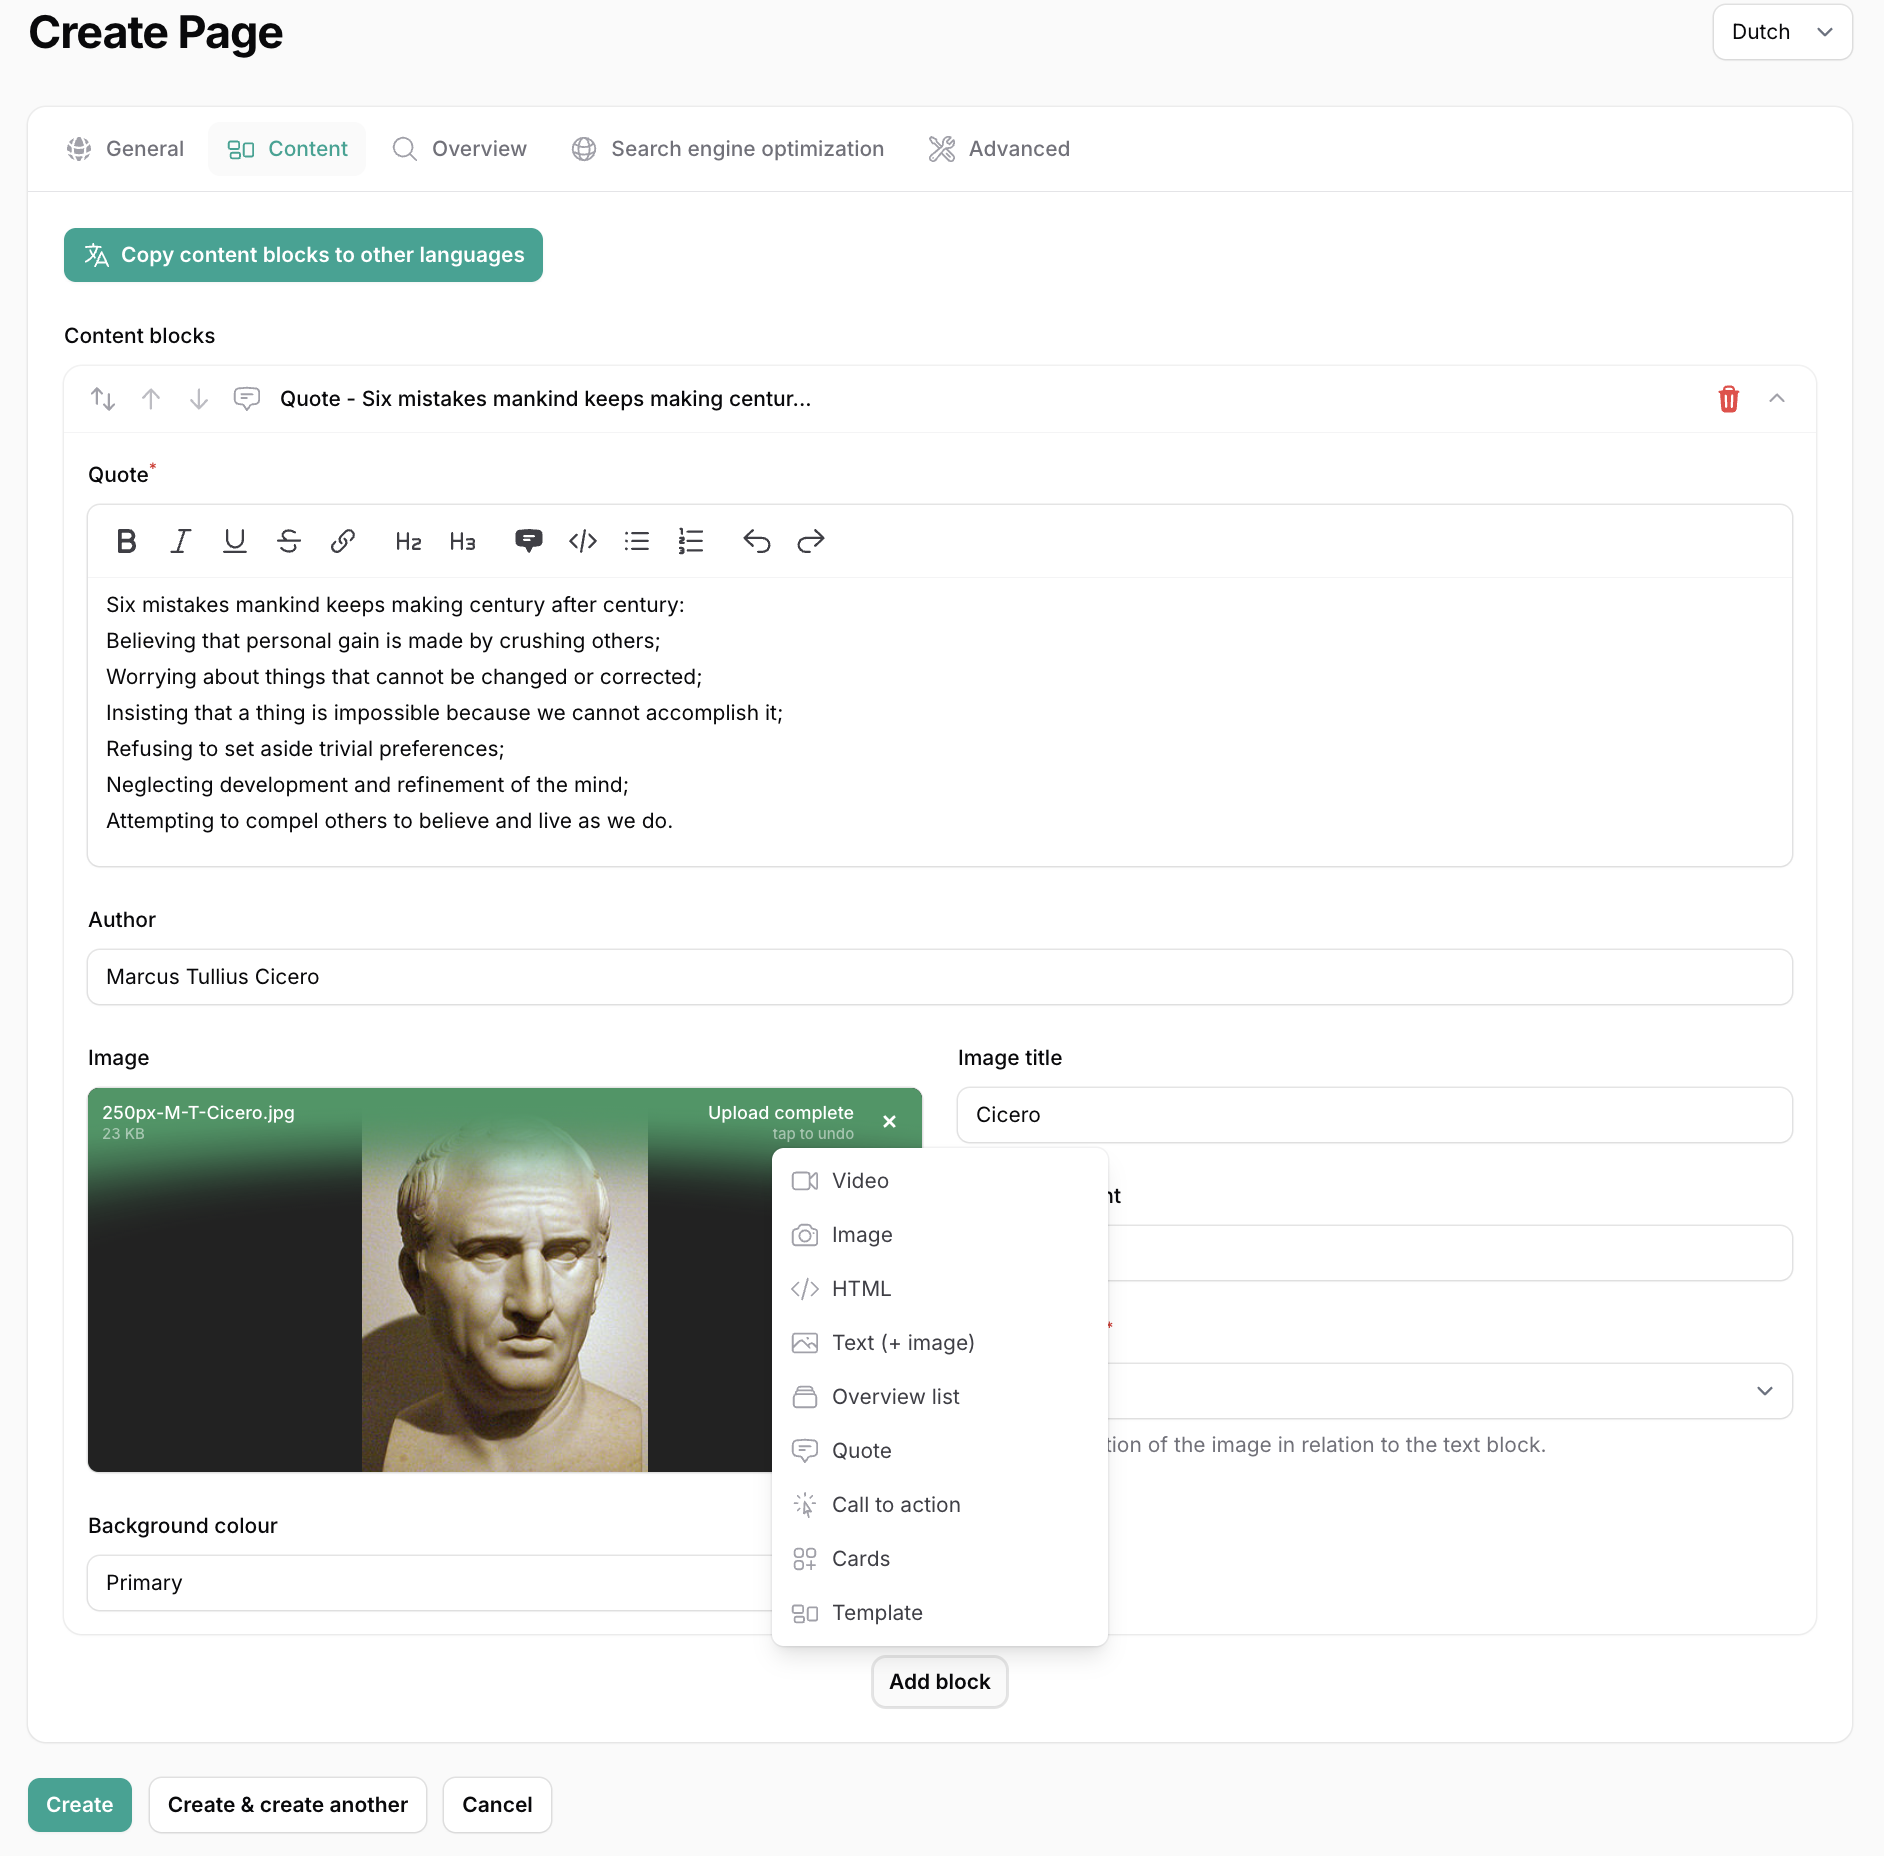 Create Page
Dutch
General
Content
Overview
Search engine optimization
Advanced
Copy content blocks to other languages
Content blocks
Quote - Six mistakes mankind keeps making centur...
Quote*
H2
H3
Six mistakes mankind keeps making century after century:
Believing that personal gain is made by crushing others;
Worrying about things that cannot be changed or corrected;
Insisting that a thing is impossible because we cannot accomplish it;
Refusing to set aside trivial preferences;
Neglecting development and refinement of the mind;
Attempting to compel others to believe and live as we do.
Author
Marcus Tullius Cicero
Image
Image title
250px-M-T-Cicero.jpg
23 KB
Upload complete
tap to undo
Cicero
Video
Image
HTML
Text (+ image)
Overview list
Quote
Call to action
Cards
Template
*
of the image in relation to the text block.
Background colour
Primary
Add block
Create
Create & create another
Cancel